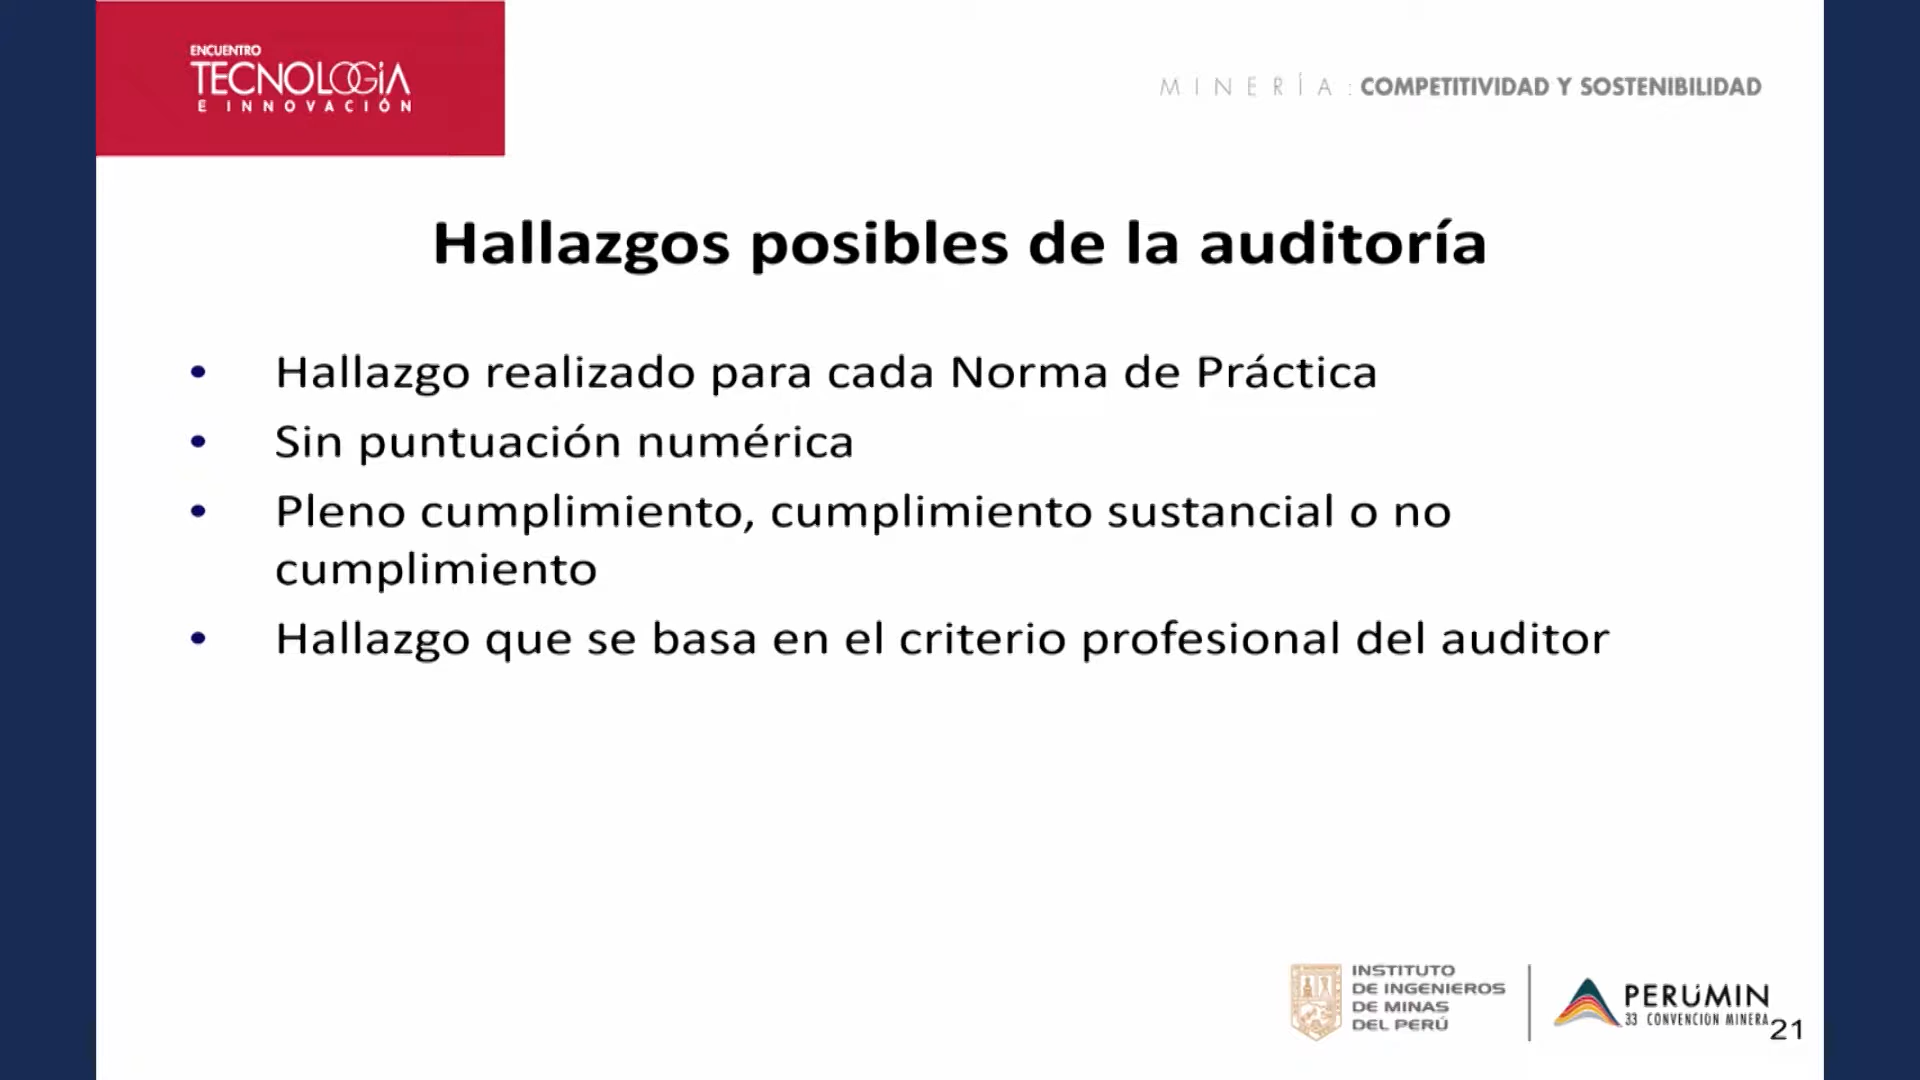 ENCUENTRO
TECNOLOGÍA
E INNOVACIÓN
MINERÍA: COMPETITIVIDAD Y SOSTENIBILIDAD
Hallazgos posibles de la auditoría
• Hallazgo realizado para cada Norma de Práctica
• Sin puntuación numérica
• Pleno cumplimiento, cumplimiento sustancial o no
cumplimiento
• Hallazgo que se basa en el criterio profesional del auditor
INSTITUTO
DE INGENIEROS
DE MINAS
DEL PERÚ
PERÚMIN
33 CONVENCIÓN MINERA
21